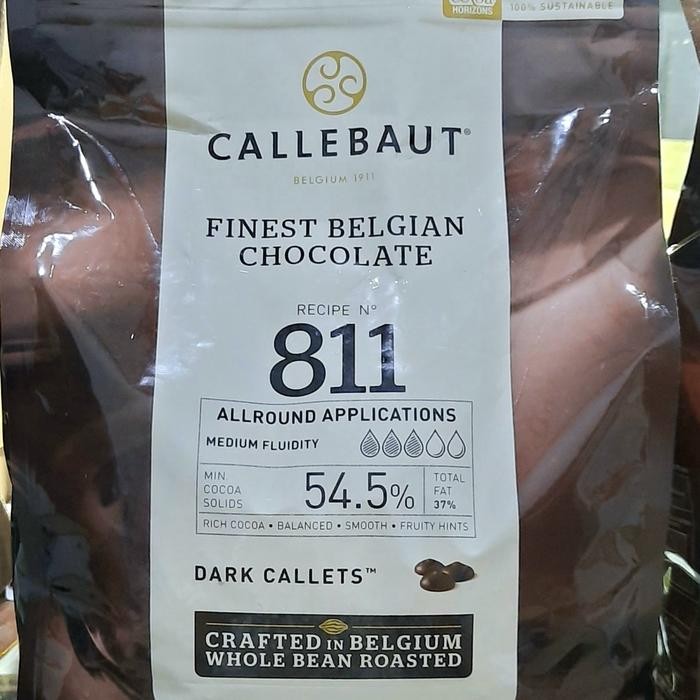 HORIZONS
100% SUSTAINABLE
CALLEBAUT®
BELGIUM 1911
FINEST BELGIAN
CHOCOLATE
RECIPE N°
811
ALLROUND APPLICATIONS
MEDIUM FLUIDITY
MIN. COCOA SOLIDS 54.5% TOTAL FAT 37%
RICH COCOA • BALANCED • SMOOTH • FRUITY HINTS
DARK CALLETS™
CRAFTED IN BELGIUM
WHOLE BEAN ROASTED